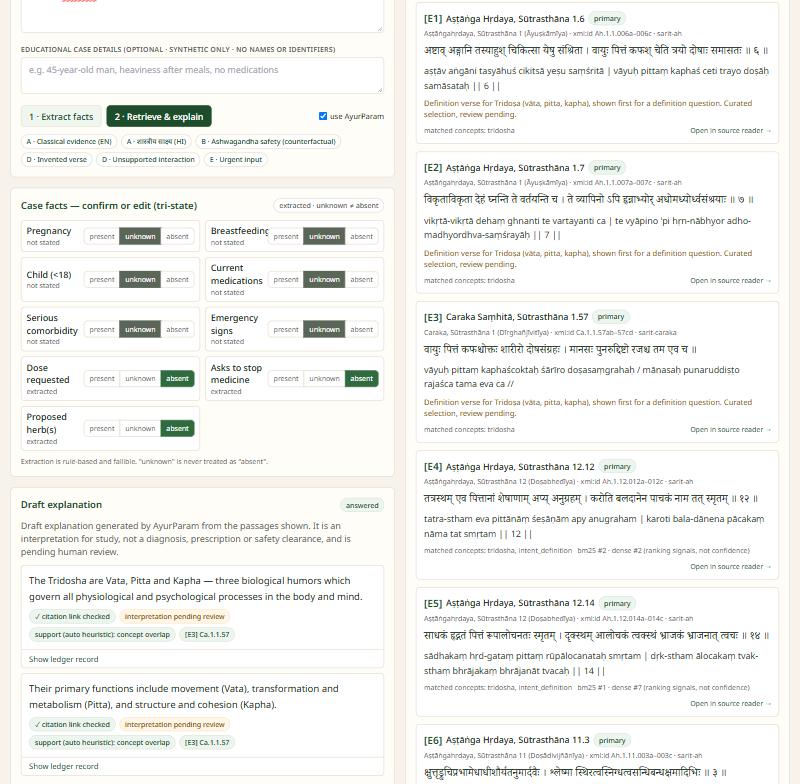 EDUCATIONAL CASE DETAILS (OPTIONAL · SYNTHETIC ONLY · NO NAMES OR IDENTIFIERS)
e.g. 45-year-old man, heaviness after meals, no medications
1 · Extract facts
2 · Retrieve & explain
use AyurParam
A · Classical evidence (EN)
A · शास्त्रीय साक्ष्य (HI)
B · Ashwagandha safety (counterfactual)
D · Invented verse
D · Unsupported interaction
E · Urgent input
Case facts — confirm or edit (tri-state)
extracted · unknown ≠ absent
Pregnancy
not stated
present unknown absent
Breastfeeding
not stated
present unknown absent
Child (<18)
not stated
present unknown absent
Current
medications
not stated
present unknown absent
Serious
comorbidity
not stated
present unknown absent
Emergency
signs
not stated
present unknown absent
Dose
requested
extracted
present unknown absent
Asks to stop
medicine
extracted
present unknown absent
Proposed
herb(s)
extracted
present unknown absent
Extraction is rule-based and fallible. "unknown" is never treated as "absent".
Draft explanation
answered
Draft explanation generated by AyurParam from the passages shown. It is an
interpretation for study, not a diagnosis, prescription or safety clearance, and is
pending human review.
The Tridosha are Vata, Pitta and Kapha — three biological humors which
govern all physiological and psychological processes in the body and mind.
✓ citation link checked
interpretation pending review
support (auto heuristic): concept overlap
[E3] Ca.1.1.57
Show ledger record
Their primary functions include movement (Vata), transformation and
metabolism (Pitta), and structure and cohesion (Kapha).
✓ citation link checked
interpretation pending review
support (auto heuristic): concept overlap
[E3] Ca.1.1.57
Show ledger record
[E1] Aṣṭāṅga Hṛdaya, Sūtrasthāna 1.6 primary
Aṣṭāṅgahṛdaya, Sūtrasthāna 1 (Āyuṣkāmīya) · xml:id Ah.1.1.006a–006c · sarit-ah
अष्टाव् अङ्गानि तस्याहुश् चिकित्सा येषु संश्रिता । वायुः पित्तं कफश् चेति त्रयो दोषाः समासतः ॥ ६ ॥
aṣṭāv aṅgāni tasyāhuś cikitsā yeṣu saṃśritā | vāyuḥ pittaṃ kaphaś ceti trayo doṣāḥ
samāsataḥ || 6 ||
Definition verse for Tridoṣa (vāta, pitta, kapha), shown first for a definition question. Curated
selection, review pending.
matched concepts: tridosha
Open in source reader →
[E2] Aṣṭāṅga Hṛdaya, Sūtrasthāna 1.7 primary
Aṣṭāṅgahṛdaya, Sūtrasthāna 1 (Āyuṣkāmīya) · xml:id Ah.1.1.007a–007c · sarit-ah
विकृताविकृता देहं घ्नन्ति ते वर्तयन्ति च । ते व्यापिनो ऽपि हृन्नाभ्योर् अधोमध्योर्ध्वसंश्रयाः ॥ ७ ॥
vikṛtā-vikṛtā dehaṃ ghnanti te vartayanti ca | te vyāpino 'pi hṛn-nābhyor adho-
madhyordhva-saṃśrayāḥ || 7 ||
Definition verse for Tridoṣa (vāta, pitta, kapha), shown first for a definition question. Curated
selection, review pending.
matched concepts: tridosha
Open in source reader →
[E3] Caraka Saṃhitā, Sūtrasthāna 1.57 primary
Caraka, Sūtrasthāna 1 (Dīrghañjīvitīya) · xml:id Ca.1.1.57ab–57cd · sarit-caraka
वायुः पित्तं कफश्चोक्तः शारीरो दोषसंग्रहः । मानसः पुनरुद्दिष्टो रजश्च तम एव च ॥
vāyuḥ pittaṃ kaphaścoktaḥ śārīro doṣasaṃgrahaḥ / mānasaḥ punaruddiṣṭo
rajaśca tama eva ca //
Definition verse for Tridoṣa (vāta, pitta, kapha), shown first for a definition question. Curated
selection, review pending.
matched concepts: tridosha
Open in source reader →
[E4] Aṣṭāṅga Hṛdaya, Sūtrasthāna 12.12 primary
Aṣṭāṅgahṛdaya, Sūtrasthāna 12 (Doṣabhedīya) · xml:id Ah.1.12.012a–012c · sarit-ah
तत्रस्थम् एव पित्तानां शेषाणाम् अप्य् अनुग्रहम् । करोति बलदानेन पाचकं नाम तत् स्मृतम् ॥ १२ ॥
tatra-stham eva pittānāṃ śeṣāṇām apy anugraham | karoti bala-dānena pācakaṃ
nāma tat smṛtam || 12 ||
matched concepts: tridosha, intent_definition bm25 #2 · dense #2 (ranking signals, not confidence)
Open in source reader →
[E5] Aṣṭāṅga Hṛdaya, Sūtrasthāna 12.14 primary
Aṣṭāṅgahṛdaya, Sūtrasthāna 12 (Doṣabhedīya) · xml:id Ah.1.12.014a–014c · sarit-ah
साधकं हृद्गतं पित्तं रूपालोचनतः स्मृतम् । दृक्स्थम् आलोचकं त्वक्स्थं भ्राजकं भ्राजनात् त्वचः ॥ १४ ॥
sādhakaṃ hṛd-gataṃ pittaṃ rūpālocanataḥ smṛtam | dṛk-stham ālocakaṃ tvak-
sthaṃ bhrājakaṃ bhrājanāt tvacaḥ || 14 ||
matched concepts: tridosha, intent_definition bm25 #1 · dense #7 (ranking signals, not confidence)
Open in source reader →
[E6] Aṣṭāṅga Hṛdaya, Sūtrasthāna 11.3 primary
Aṣṭāṅgahṛdaya, Sūtrasthāna 11 (Doṣādivijñānīya) · xml:id Ah.1.11.003a–003c · sarit-ah